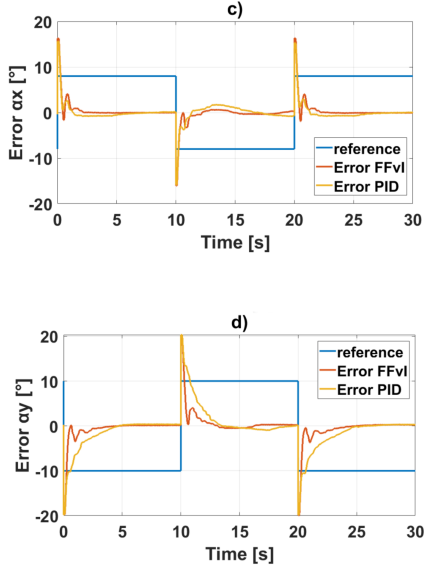 c)
20
10
0
-10
-20
Error αx [°]
reference
Error FFvI
Error PID
0 5 10 15 20 25 30
Time [s]
d)
20
10
0
-10
-20
Error αy [°]
reference
Error FFvI
Error PID
0 5 10 15 20 25 30
Time [s]